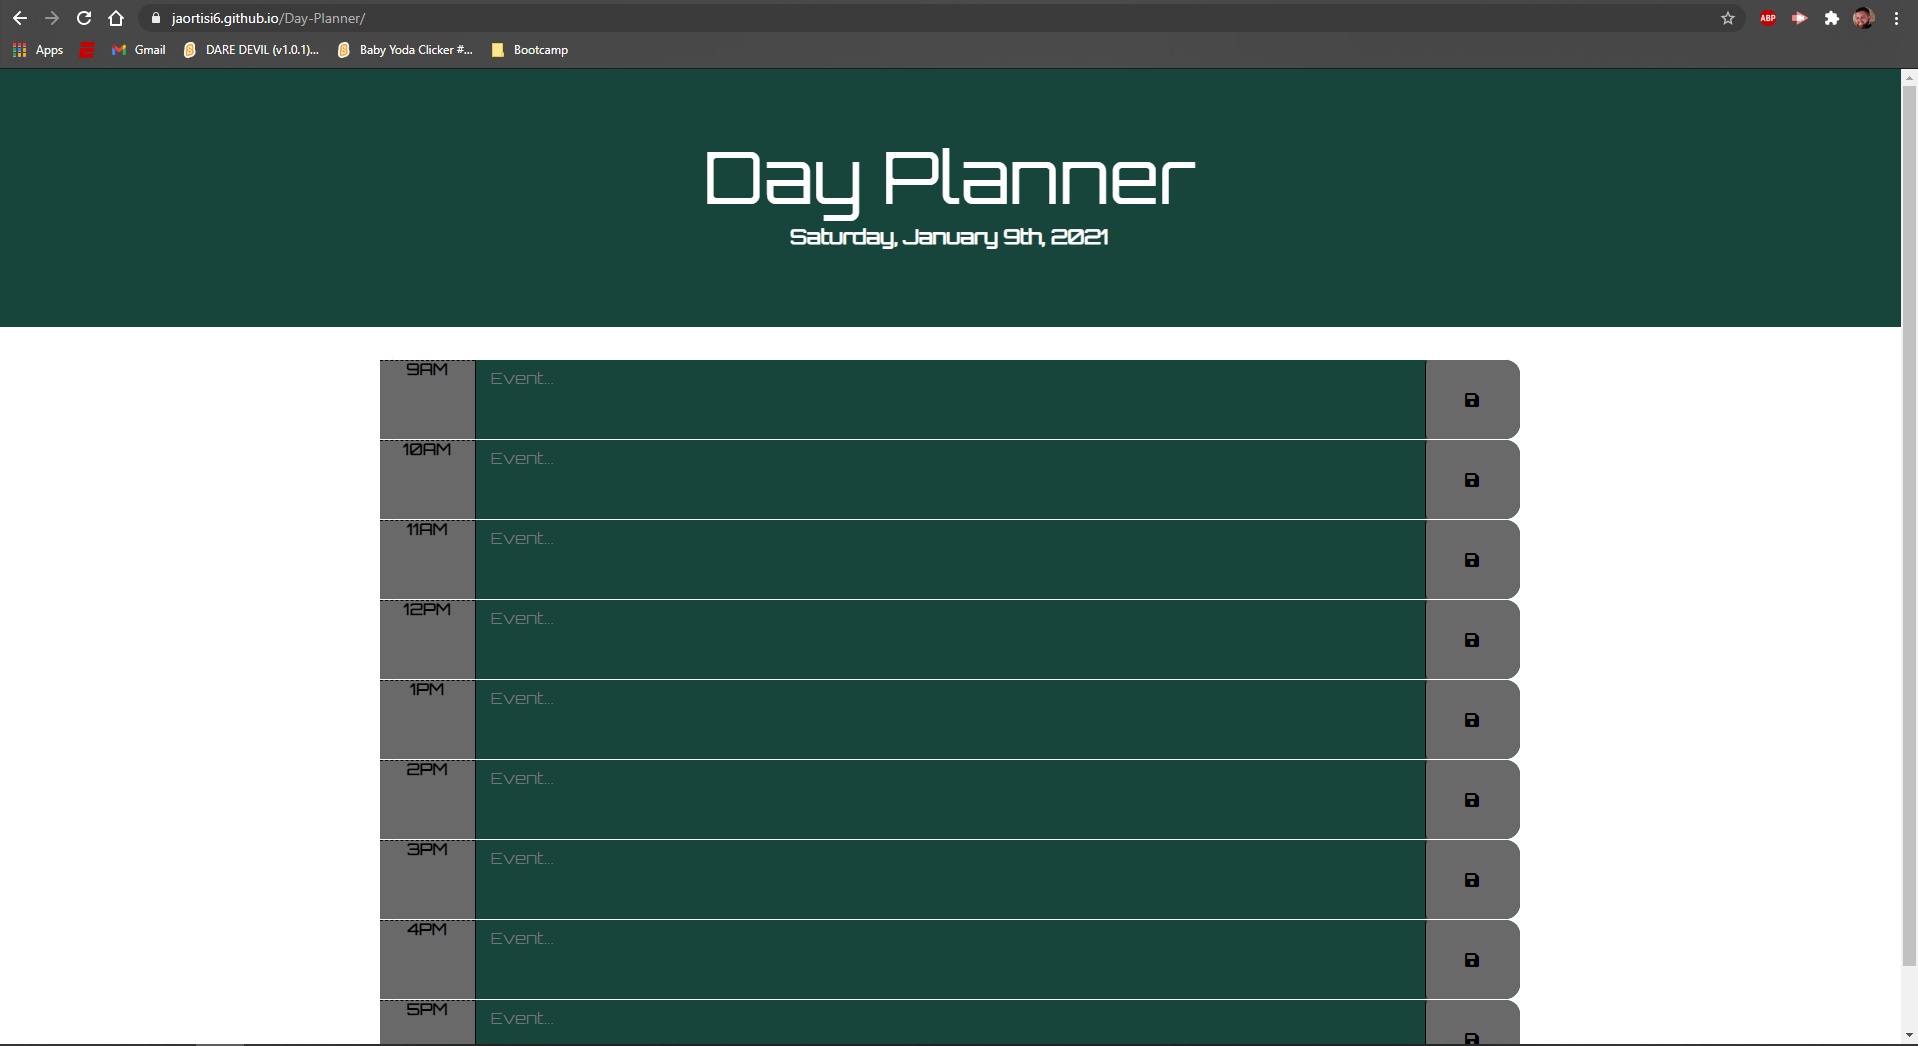 jaortisi6.github.io/Day-Planner/
ABP
Apps Gmail DARE DEVIL (v1.0.1)... Baby Yoda Clicker #... Bootcamp
Day Planner
Saturday, January 9th, 2021
9AM Event...
10AM Event...
11AM Event...
12PM Event...
1PM Event...
2PM Event...
3PM Event...
4PM Event...
5PM Event...